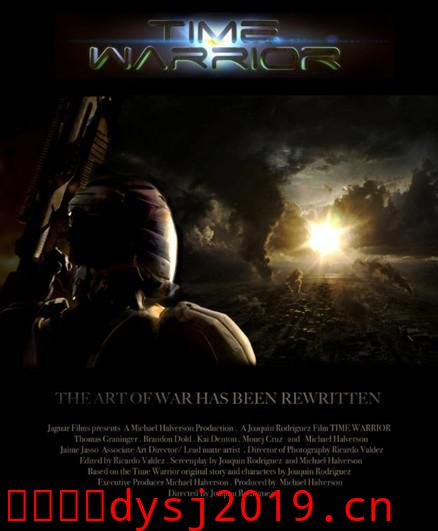 TIME
WARRIOR
THE ART OF WAR HAS BEEN REWRITTEN
Jaguar Films presents A Michael Halverson Production . A Joaquin Rodriguez Film TIME WARRIOR
Thomas Graninger . Brandon Dold . Kai Denton . Monej Cruz and Michael Halverson
Jaime Jasso Associate Art Director/ Lead matte artist . Director of Photography Ricardo Valdez
Edited by Ricardo Valdez . Screenplay by Joaquin Rodriguez and Michael Halverson
Based on the Time Warrior original story and characters by Joaquin Rodriguez
Executive Producer Michael Halverson . Produced by Michael Halverson
Directed By Joaquin Rodriguez
dysj2019.cn